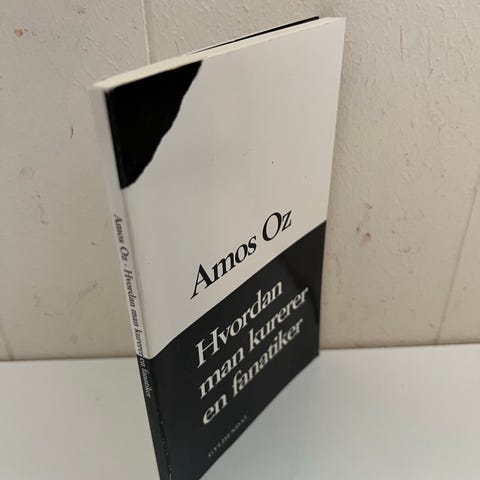 Amos Oz
Hvordan
man kurerer
en fanatiker
GYLDENDAL
Amos Oz · Hvordan man kurerer en fanatiker